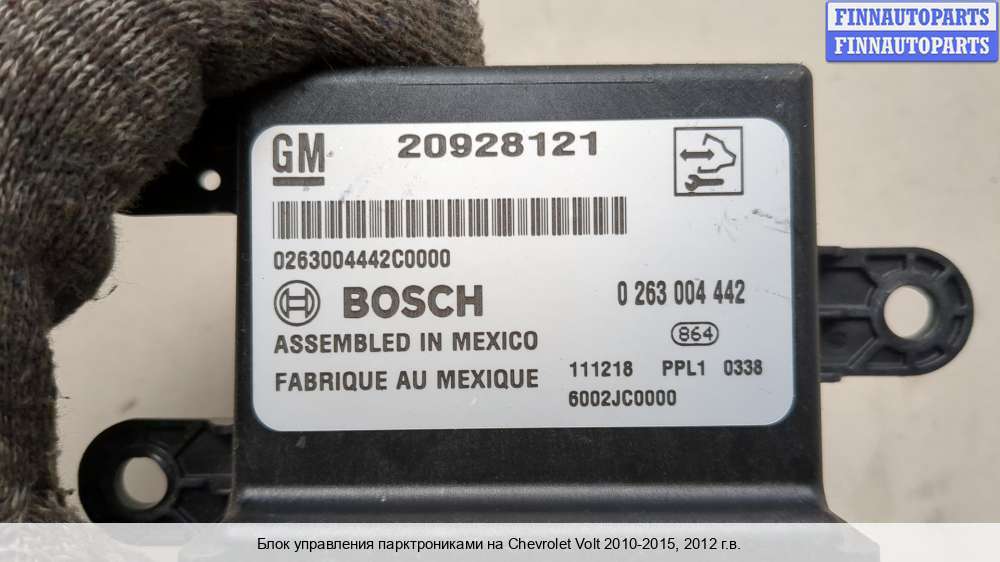 FINNAUTOPARTS
FINNAUTOPARTS
GM 20928121
0263004442C0000
BOSCH 0 263 004 442
ASSEMBLED IN MEXICO
864
FABRIQUE AU MEXIQUE
111218 PPL1 0338
6002JC0000
Блок управления парктрониками на Chevrolet Volt 2010-2015, 2012 г.в.